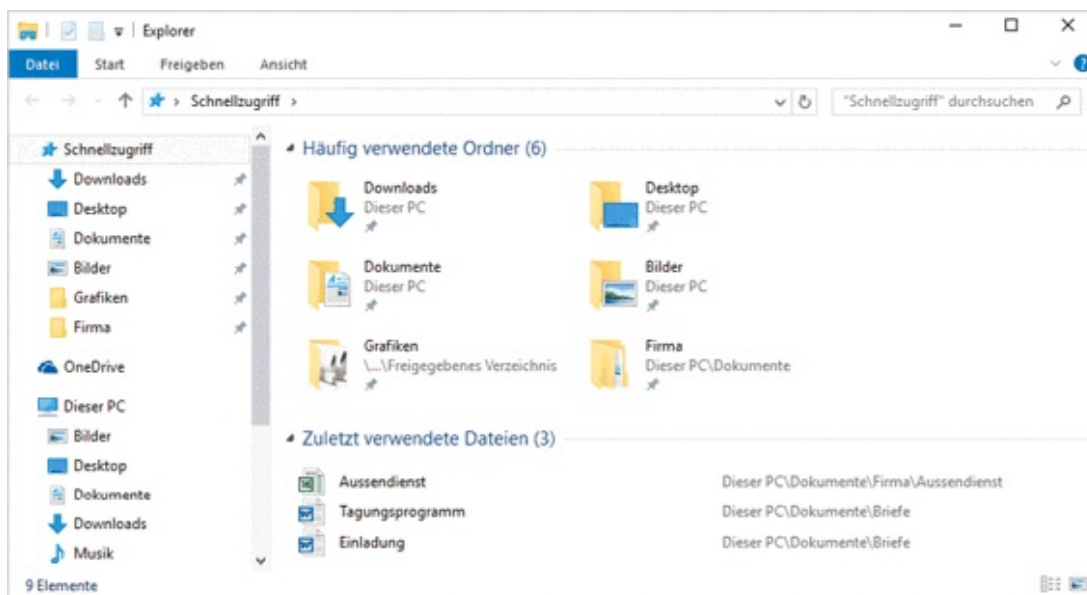 Explorer
Datei Start Freigeben Ansicht
Schnellzugriff
"Schnellzugriff" durchsuchen
Schnellzugriff
Downloads
Desktop
Dokumente
Bilder
Grafiken
Firma
OneDrive
Dieser PC
Bilder
Desktop
Dokumente
Downloads
Musik
Häufig verwendete Ordner (6)
Downloads
Dieser PC
Desktop
Dieser PC
Dokumente
Dieser PC
Bilder
Dieser PC
Grafiken
\...\Freigegebenes Verzeichnis
Firma
Dieser PC\Dokumente
Zuletzt verwendete Dateien (3)
Aussendienst Dieser PC\Dokumente\Firma\Aussendienst
Tagungsprogramm Dieser PC\Dokumente\Briefe
Einladung Dieser PC\Dokumente\Briefe
9 Elemente